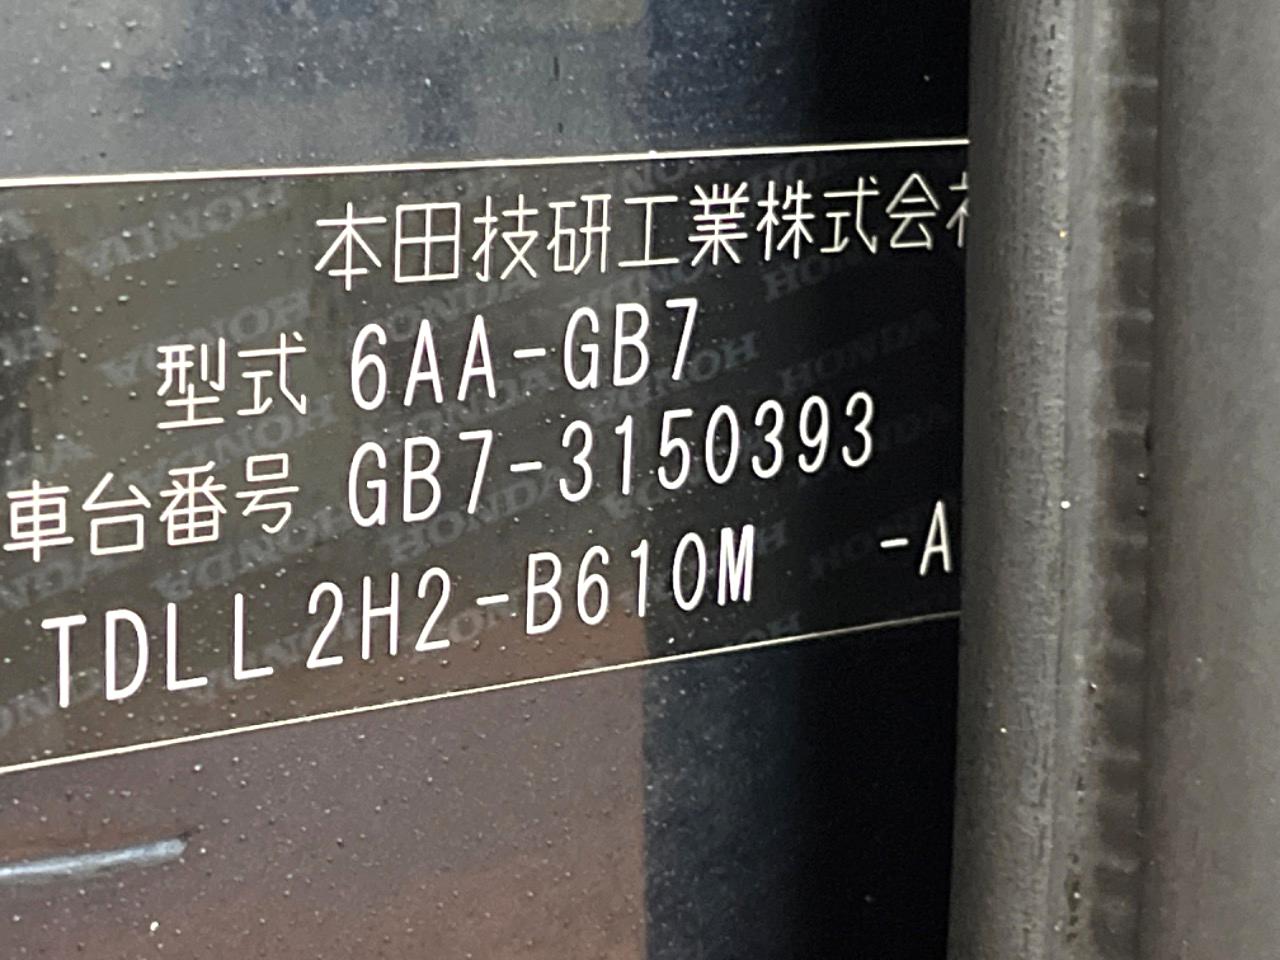 本田技研工業株式会社
型式 6AA-GB7
車台番号 GB7-3150393
TDLL2H2-B610M -A